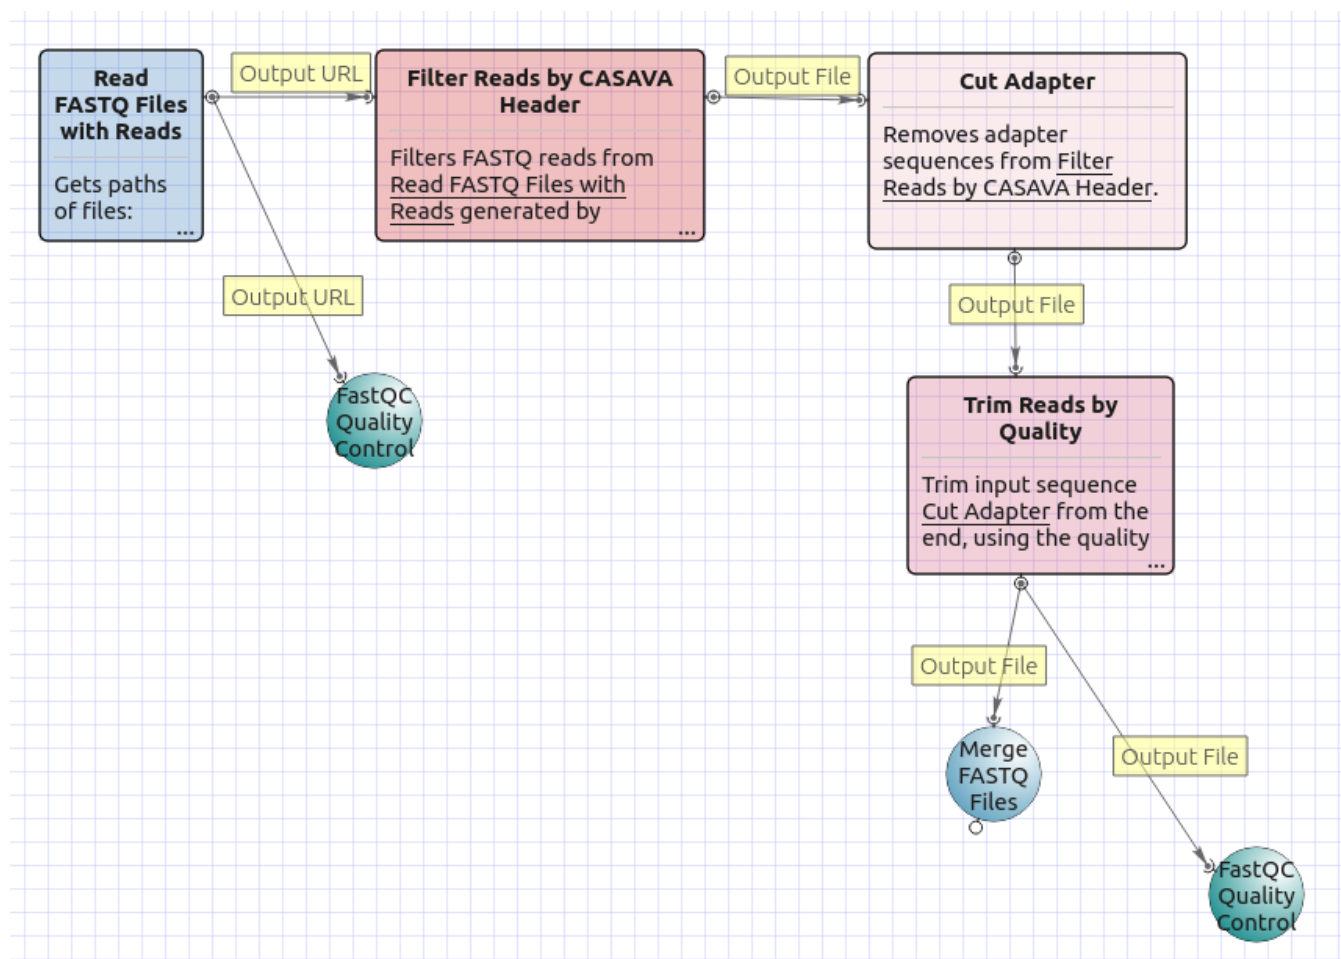 Read
FASTQ Files
with Reads
Gets paths
of files:
...
Output URL
Filter Reads by CASAVA
Header
Filters FASTQ reads from
Read FASTQ Files with
Reads generated by
...
Output File
Cut Adapter
Removes adapter
sequences from Filter
Reads by CASAVA Header.
Output URL
FastQC
Quality
Control
Output File
Trim Reads by
Quality
Trim input sequence
Cut Adapter from the
end, using the quality
...
Output File
Merge
FASTQ
Files
Output File
FastQC
Quality
Control